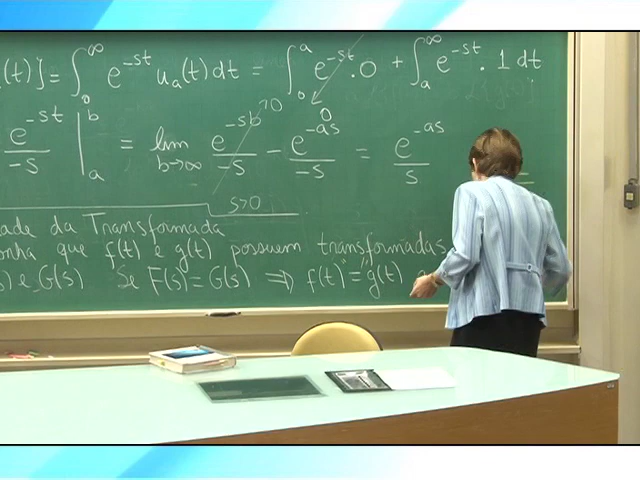 (t)] = ∫₀^∞ e^{-st} u_a(t) dt = ∫₀^a e^{-st} · 0 + ∫_a^∞ e^{-st} · 1 dt
e^{-st}/-s |_a^b = lim_{b→∞} e^{-sb}/-s - e^{-as}/-s = e^{-as}/s
s>0
ade da Transformada
onha que f(t) e g(t) possuem transformadas
s) e G(s) Se F(s) = G(s) ⇒ f(t) "=" g(t)